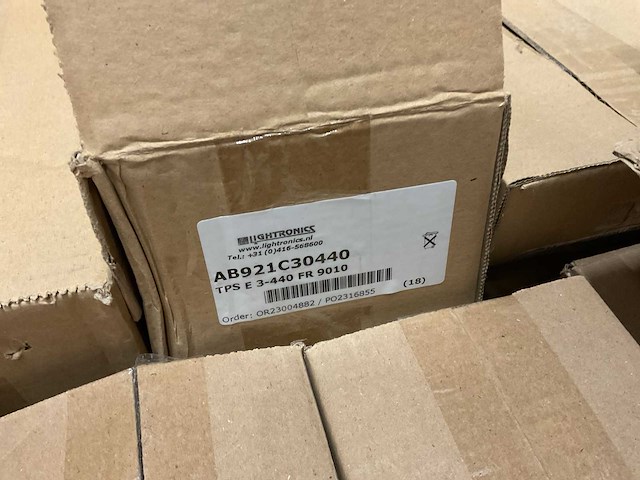 LIGHTRONICS
www.lightronics.nl
Tel.: +31 (0)416-568600
AB921C30440
TPS E 3-440 FR 9010
(18)
Order: OR23004882 / PO2316855